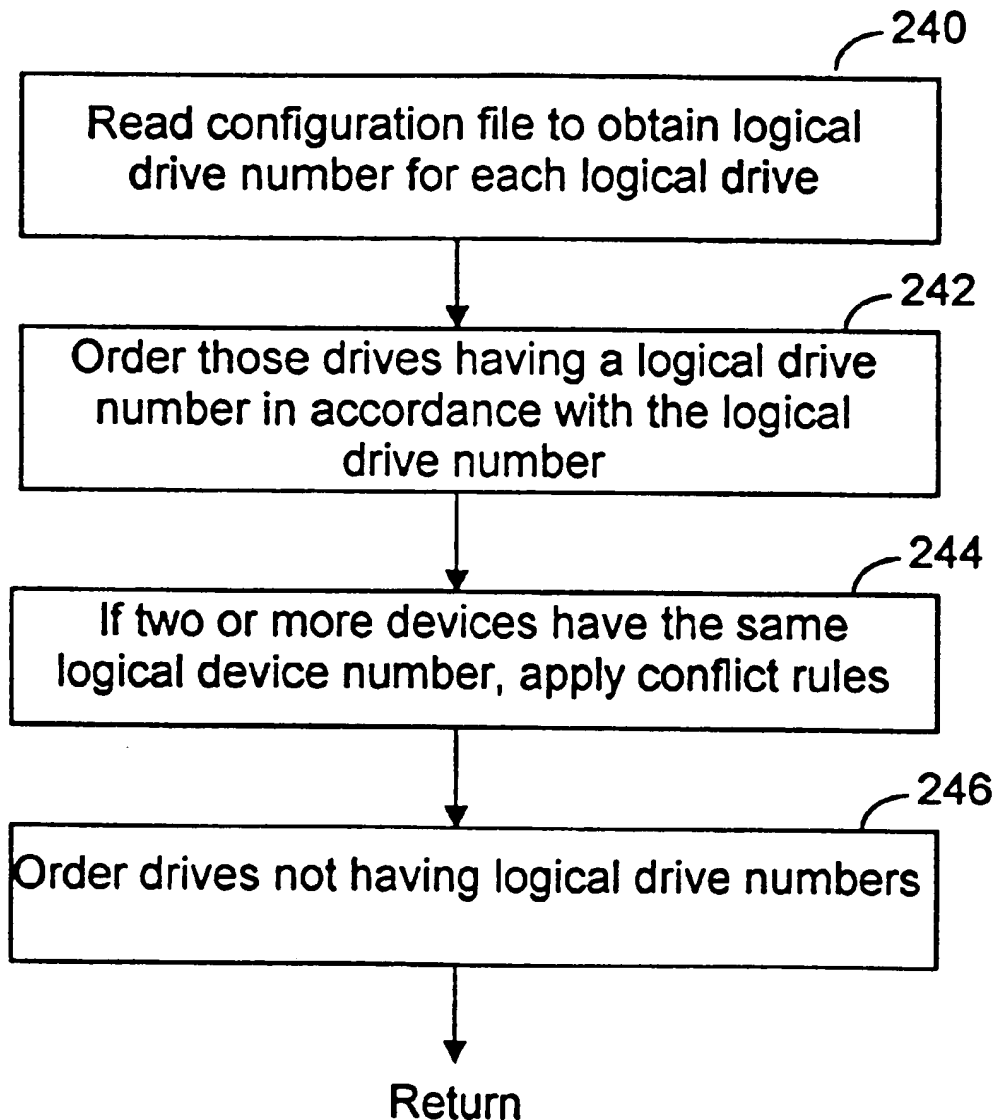 240
Read configuration file to obtain logical
drive number for each logical drive
242
Order those drives having a logical drive
number in accordance with the logical
drive number
244
If two or more devices have the same
logical device number, apply conflict rules
246
Order drives not having logical drive numbers
Return